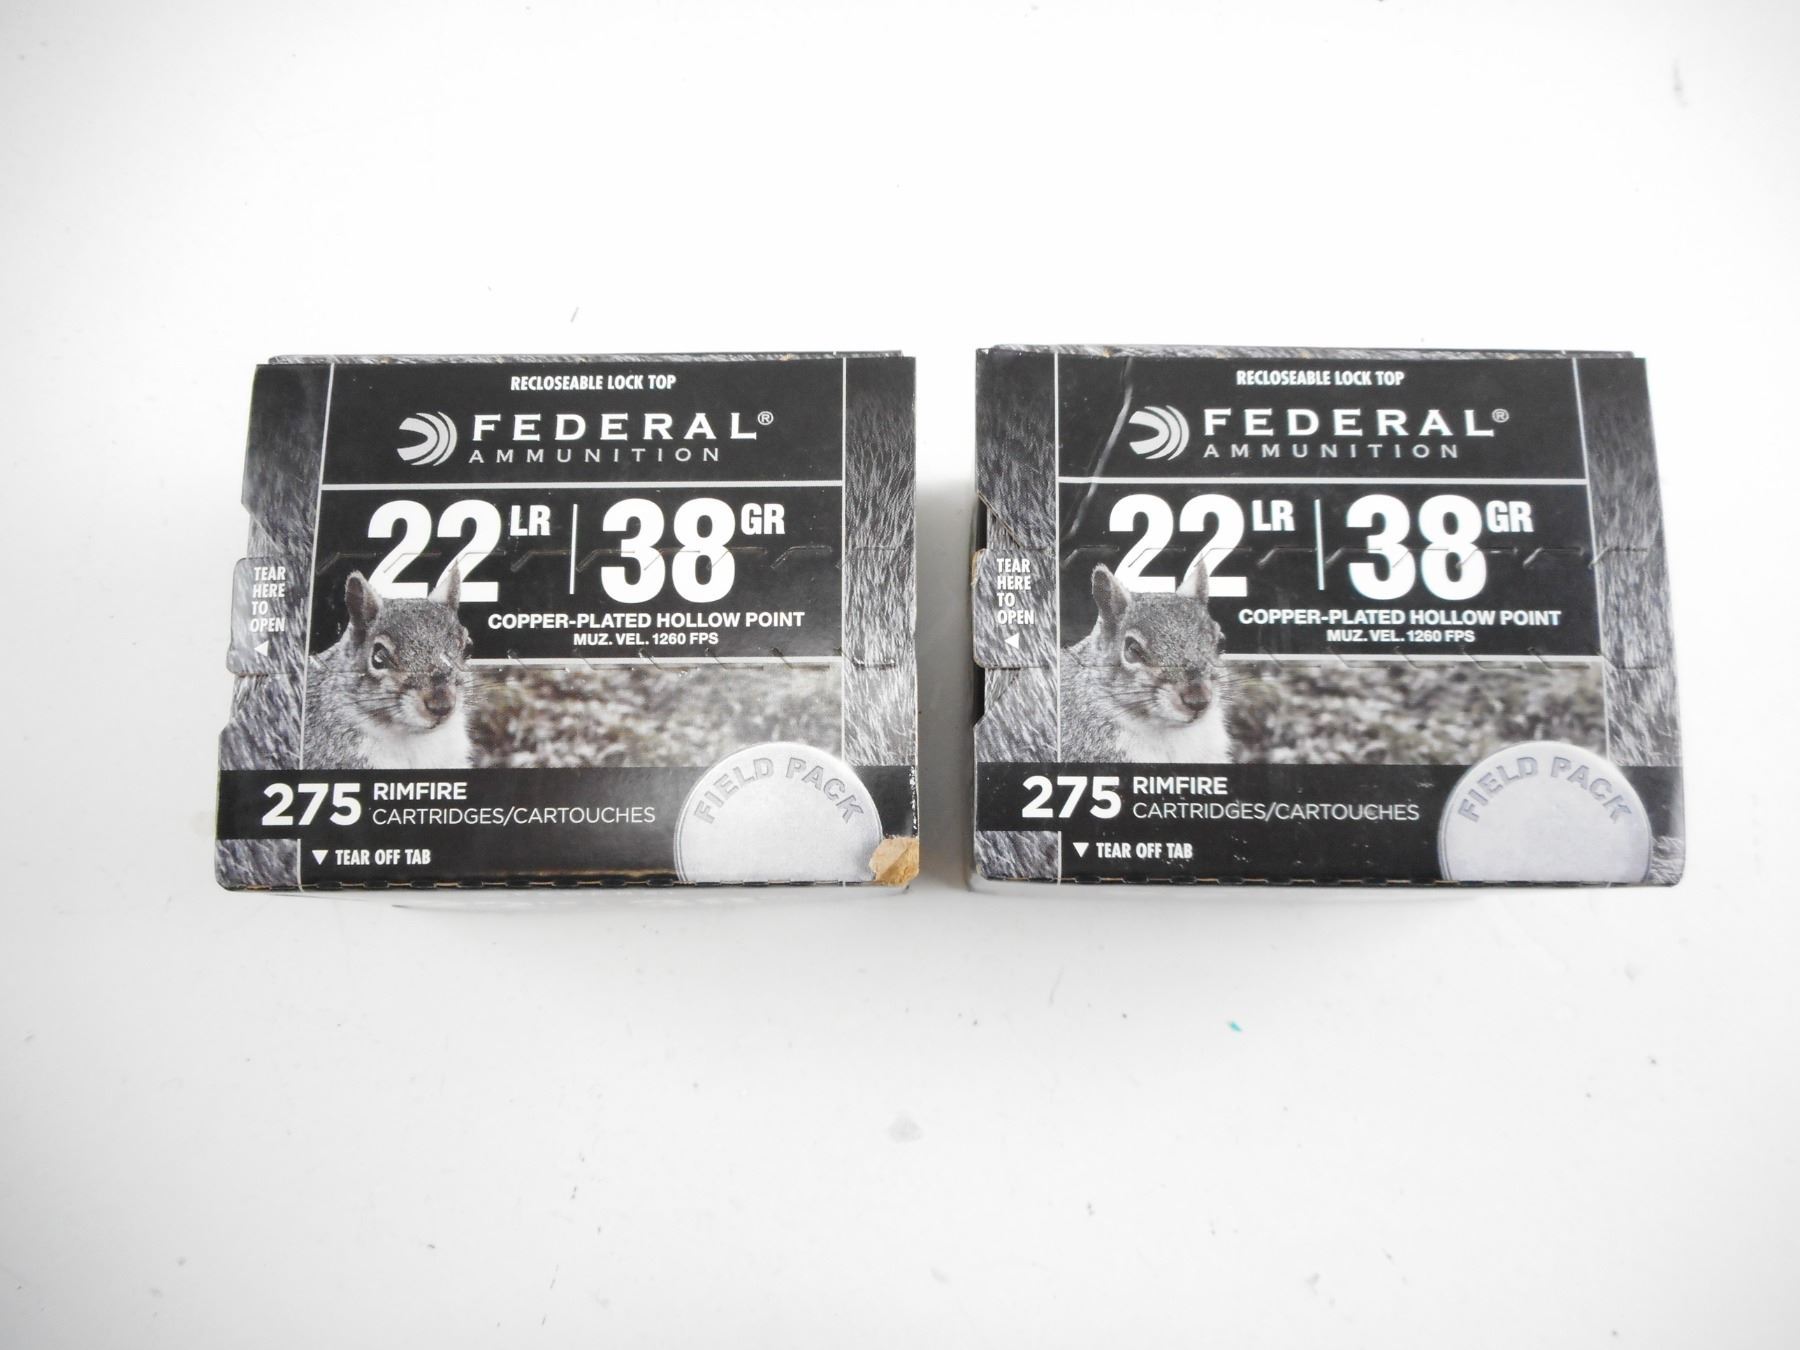 RECLOSEABLE LOCK TOP
FEDERAL®
AMMUNITION
22 LR | 38 GR
COPPER-PLATED HOLLOW POINT
MUZ. VEL. 1260 FPS
TEAR
HERE
TO
OPEN
275 RIMFIRE
CARTRIDGES/CARTOUCHES
FIELD PACK
TEAR OFF TAB
RECLOSEABLE LOCK TOP
FEDERAL®
AMMUNITION
22 LR | 38 GR
COPPER-PLATED HOLLOW POINT
MUZ. VEL. 1260 FPS
TEAR
HERE
TO
OPEN
275 RIMFIRE
CARTRIDGES/CARTOUCHES
FIELD PACK
TEAR OFF TAB